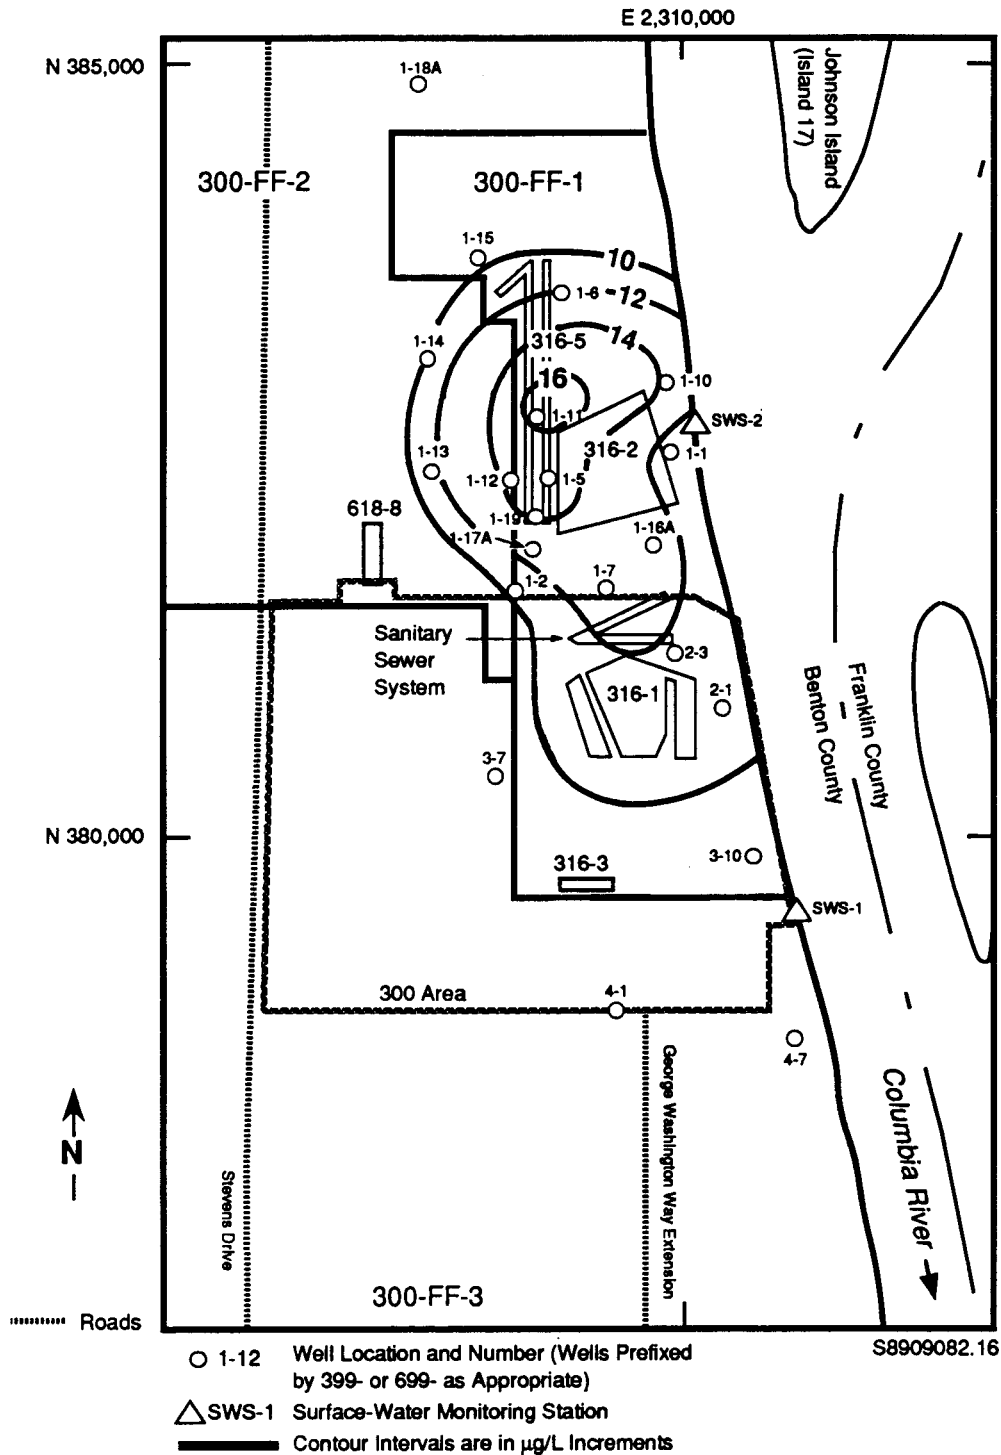 E 2,310,000
N 385,000
1-18A
Johnson Island
(Island 17)
300-FF-2
300-FF-1
1-15
10
1-6
12
1-14
316-5
14
16
1-10
1-11
SWS-2
316-2
1-1
1-13
1-12
1-5
618-8
1-19
1-16A
1-17A
1-2
1-7
Sanitary
Sewer
System
2-3
316-1
2-1
Franklin County
Benton County
3-7
N 380,000
3-10
316-3
SWS-1
300 Area
4-1
4-7
George Washington Way Extension
Columbia River
N
Stevens Drive
300-FF-3
Roads
S8909082.16
1-12 Well Location and Number (Wells Prefixed
by 399- or 699- as Appropriate)
SWS-1 Surface-Water Monitoring Station
Contour Intervals are in µg/L Increments